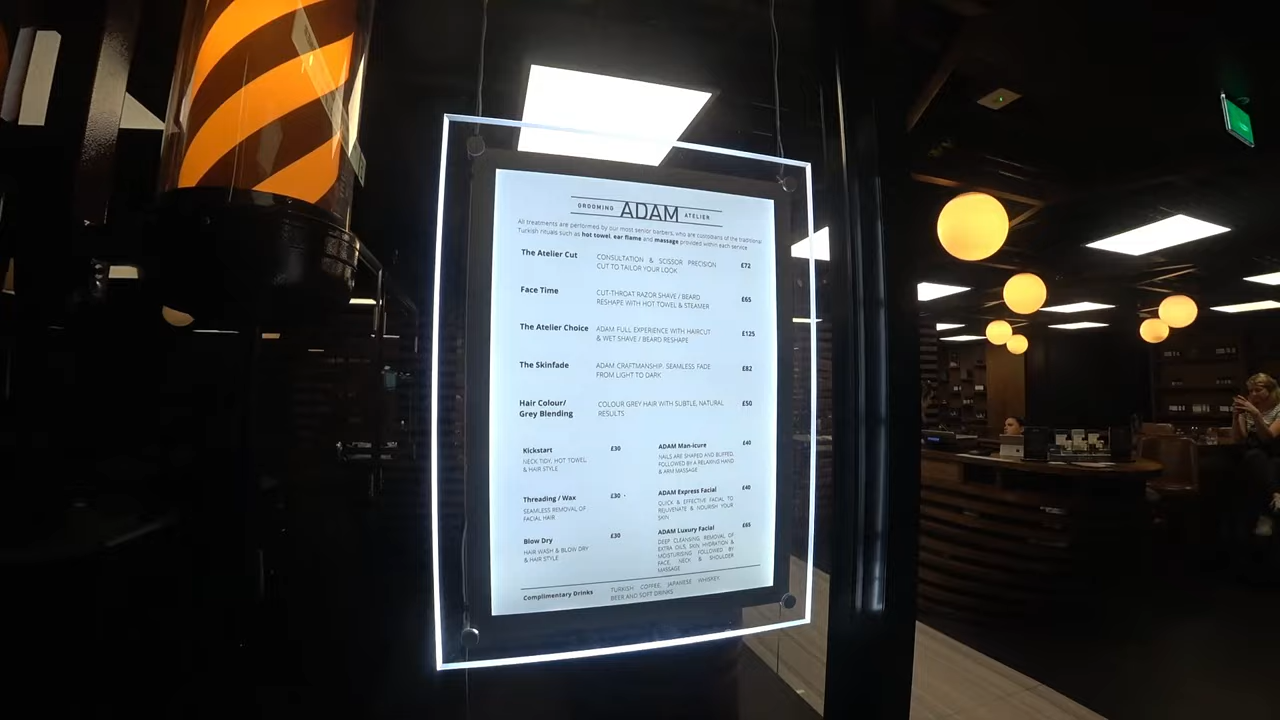 GROOMING ADAM ATELIER
All treatments are performed by our most senior barbers, who are custodians of the traditional
Turkish rituals such as hot towel, ear flame and massage provided within each service
The Atelier Cut
CONSULTATION & SCISSOR PRECISION
CUT TO TAILOR YOUR LOOK
£72
Face Time
CUT-THROAT RAZOR SHAVE / BEARD
RESHAPE WITH HOT TOWEL & STEAMER
£65
The Atelier Choice
ADAM FULL EXPERIENCE WITH HAIRCUT
& WET SHAVE / BEARD RESHAPE
£125
The Skinfade
ADAM CRAFTMANSHIP. SEAMLESS FADE
FROM LIGHT TO DARK
£82
Hair Colour/
Grey Blending
COLOUR GREY HAIR WITH SUBTLE, NATURAL
RESULTS
£50
Kickstart £30
NECK TIDY, HOT TOWEL
& HAIR STYLE
Threading / Wax £30
SEAMLESS REMOVAL OF
FACIAL HAIR
Blow Dry £30
HAIR WASH & BLOW DRY
& HAIR STYLE
ADAM Man-icure £40
NAILS ARE SHAPED AND BUFFED,
FOLLOWED BY A RELAXING HAND
& ARM MASSAGE
ADAM Express Facial £40
QUICK & EFFECTIVE FACIAL TO
REJUVENATE & NOURISH YOUR
SKIN
ADAM Luxury Facial £65
DEEP CLEANSING, REMOVAL OF
EXTRA OILS, SKIN HYDRATION &
MOISTURISING FOLLOWED BY
FACE, NECK & SHOULDER
MASSAGE
Complimentary Drinks
TURKISH COFFEE, JAPANESE WHISKEY,
BEER AND SOFT DRINKS